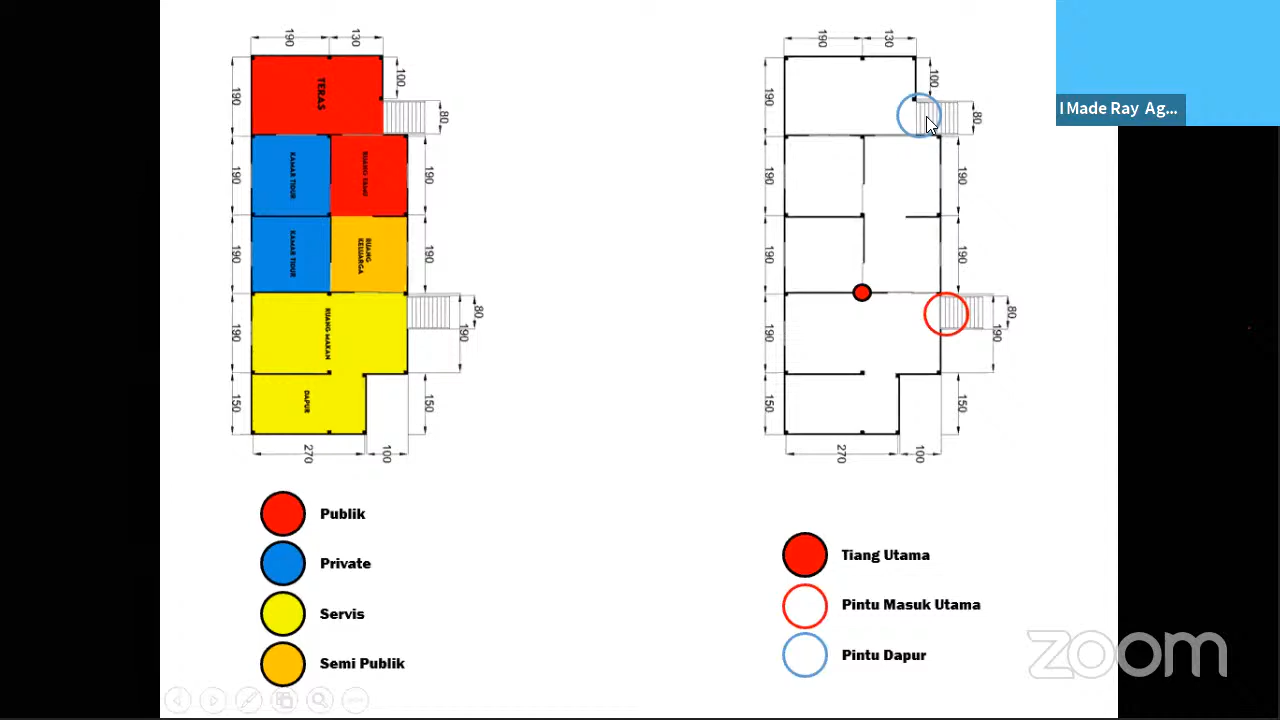 190
130
TERAS
100
80
190
KAMAR TIDUR
RUANG TAMU
190
190
KAMAR TIDUR
RUANG
KELUARGA
190
190
RUANG MAKAN
80
190
190
DAPUR
150
150
270
100
Publik
Private
Servis
Semi Publik
190
130
100
80
190
190
190
190
190
190
80
190
150
150
270
100
Tiang Utama
Pintu Masuk Utama
Pintu Dapur
I Made Ray Ag...
zoom